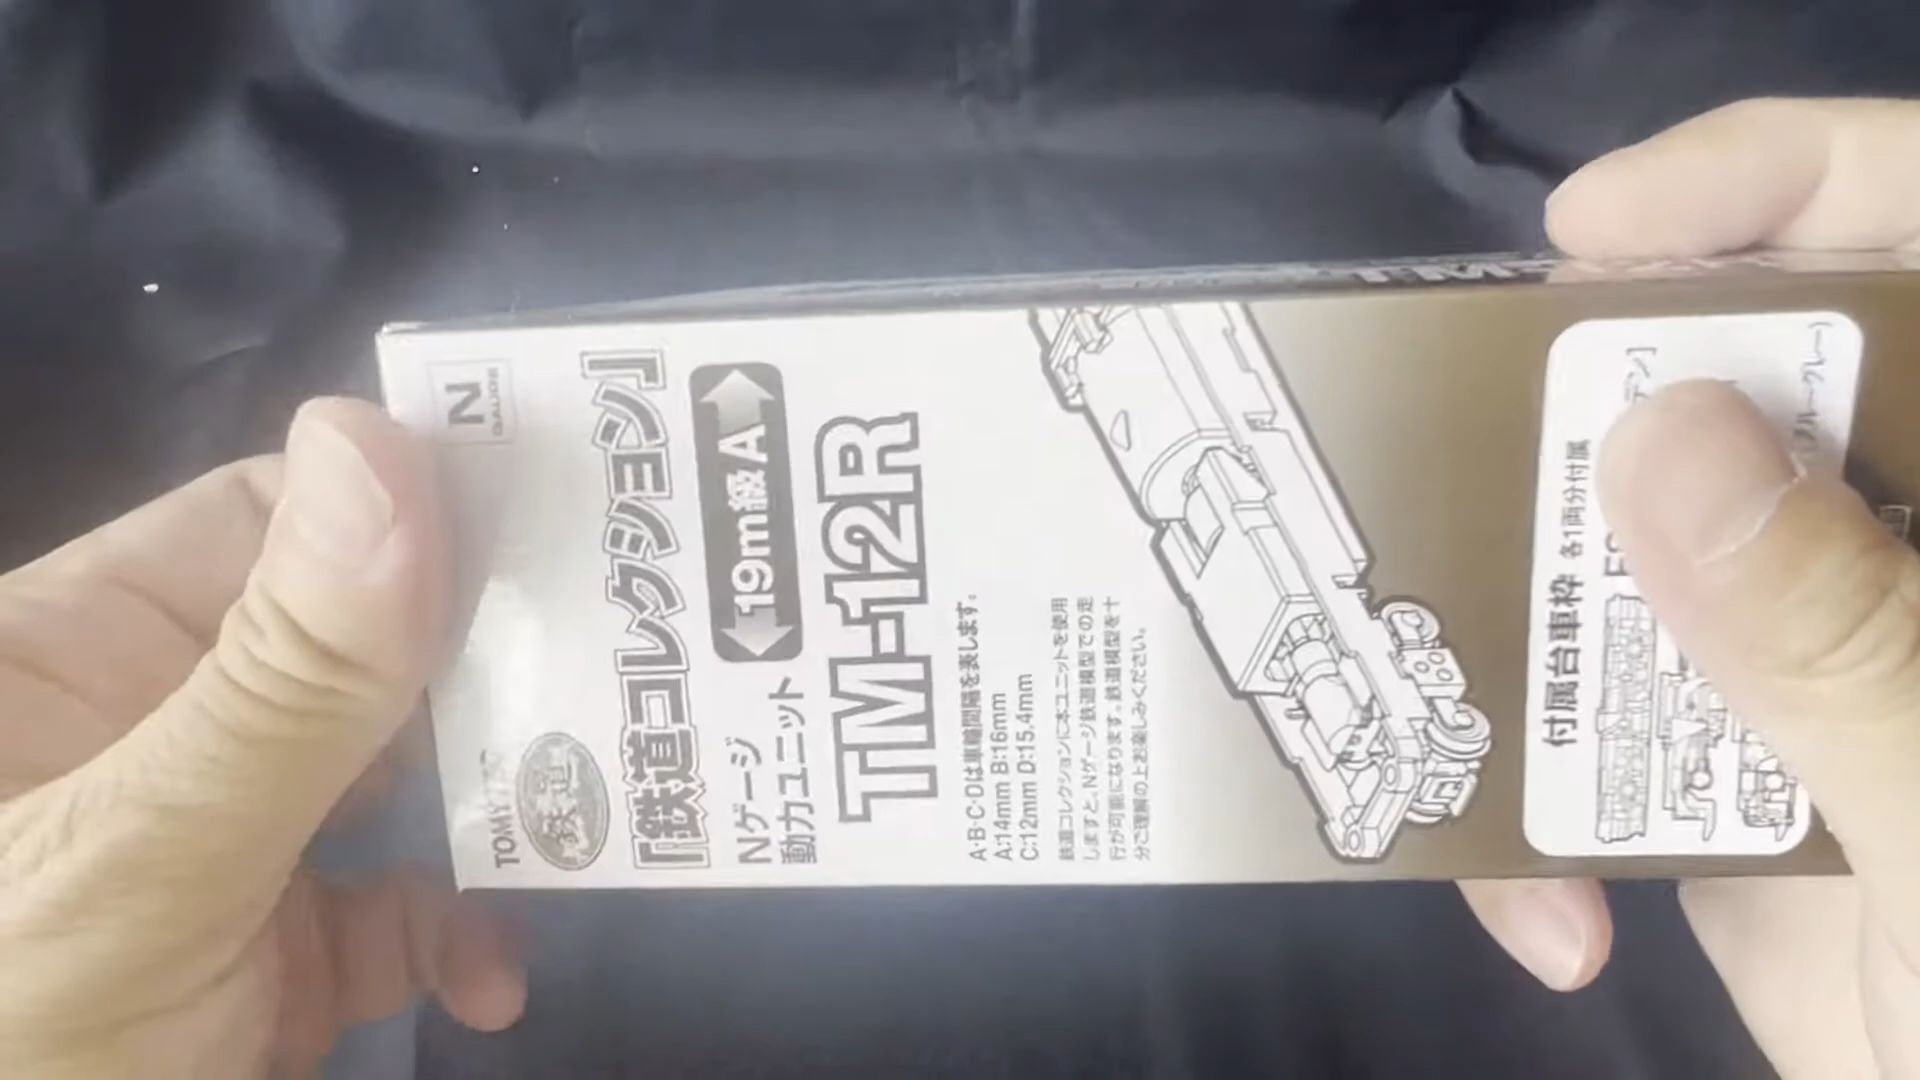 N
GAUGE
TOMYTEC
鉄道
『鉄道コレクション』
Nゲージ
動力ユニット
19m級 A
TM-12R
A・B・C・Dは車輪間隔を表します。
A:14mm B:16mm
C:12mm D:15.4mm
鉄道コレクションに本ユニットを使用
しますと、Nゲージ鉄道模型での走
行が可能になります。鉄道模型を十
分ご理解の上お楽しみください。
付属台車枠 各1両分付属